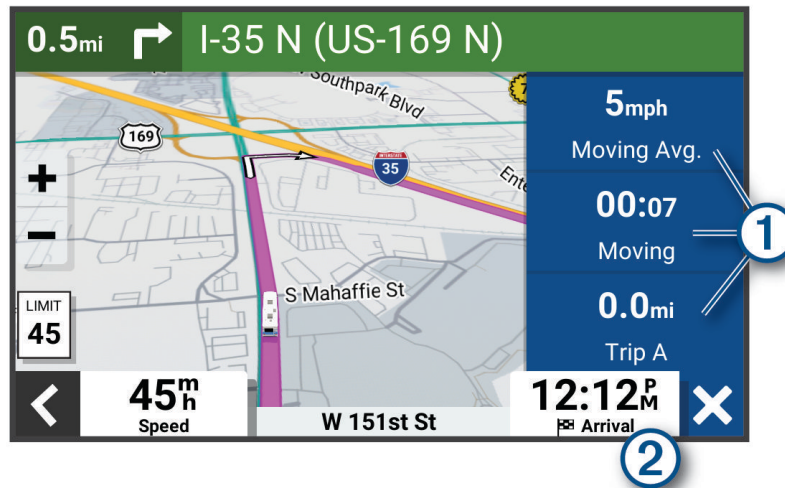 0.5mi I-35 N (US-169 N)
Southpark Blvd
169
INTERSTATE
35
5mph
Moving Avg.
00:07
Moving
0.0mi
Trip A
1
+
−
S Mahaffie St
LIMIT
45
45mh
Speed
W 151st St
12:12PM
Arrival
2